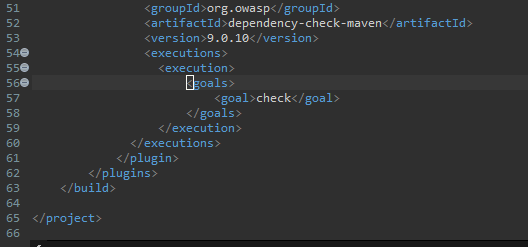 51 <groupId>org.owasp</groupId>
52 <artifactId>dependency-check-maven</artifactId>
53 <version>9.0.10</version>
54 <executions>
55 <execution>
56 <goals>
57 <goal>check</goal>
58 </goals>
59 </execution>
60 </executions>
61 </plugin>
62 </plugins>
63 </build>
64
65 </project>
66